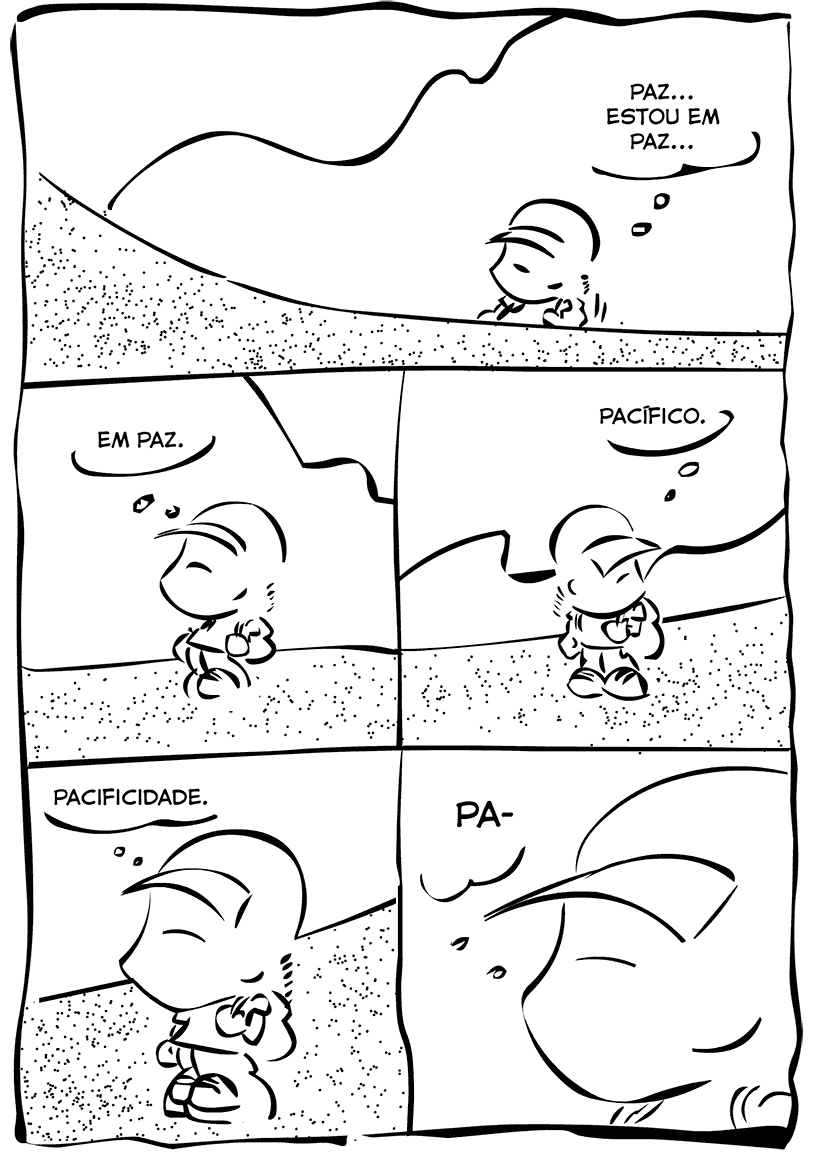 PAZ...
ESTOU EM
PAZ...
EM PAZ.
PACÍFICO.
PACIFICIDADE.
PA-